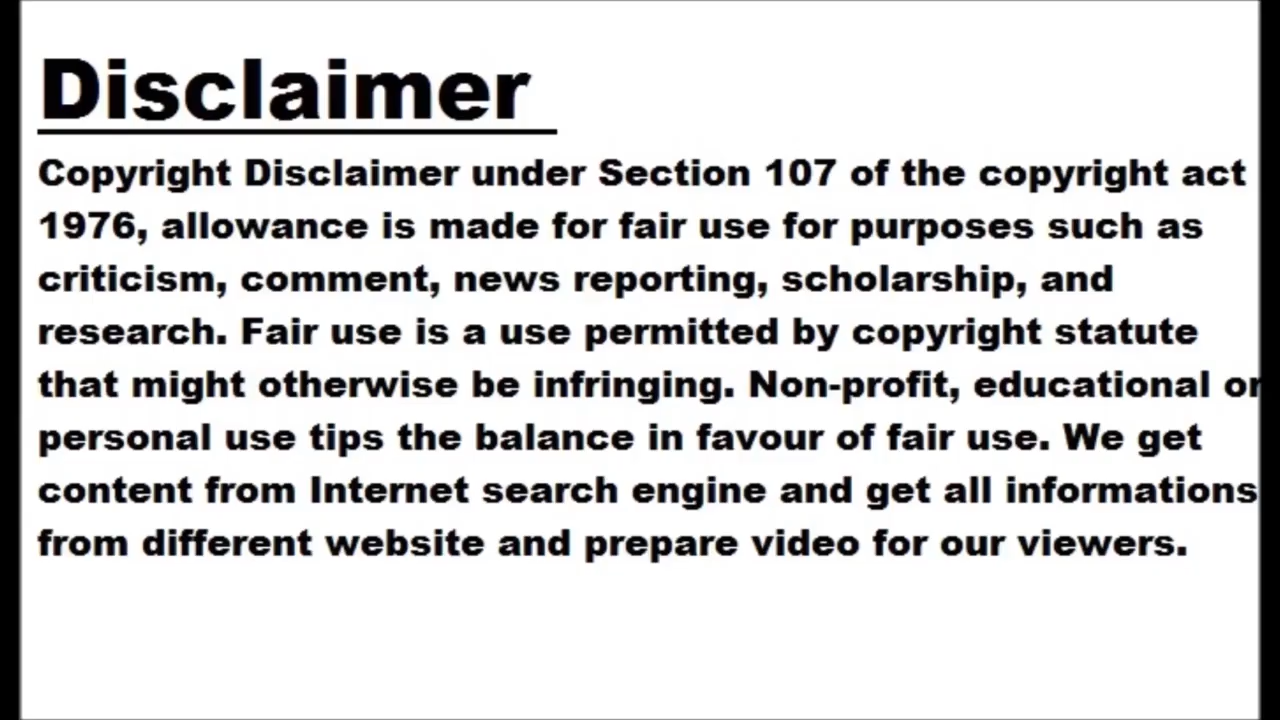 Disclaimer
Copyright Disclaimer under Section 107 of the copyright act
1976, allowance is made for fair use for purposes such as
criticism, comment, news reporting, scholarship, and
research. Fair use is a use permitted by copyright statute
that might otherwise be infringing. Non-profit, educational or
personal use tips the balance in favour of fair use. We get
content from Internet search engine and get all informations
from different website and prepare video for our viewers.